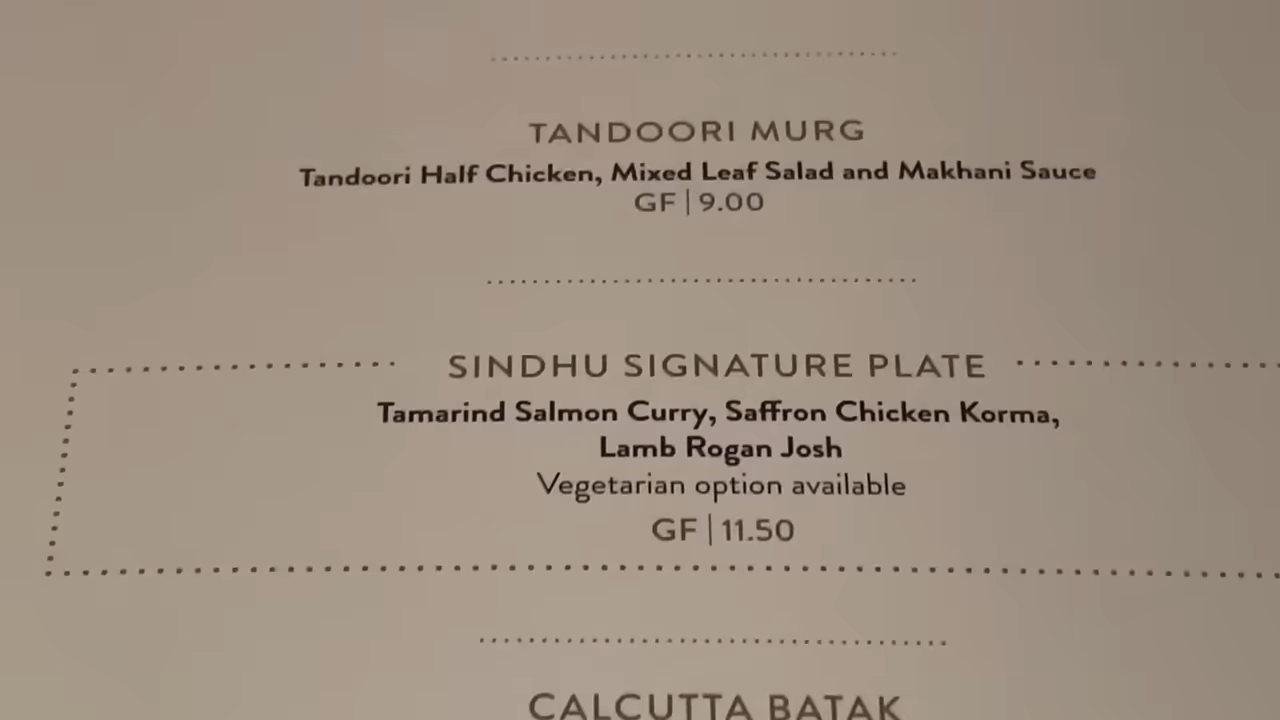 TANDOORI MURG
Tandoori Half Chicken, Mixed Leaf Salad and Makhani Sauce
GF | 9.00
SINDHU SIGNATURE PLATE
Tamarind Salmon Curry, Saffron Chicken Korma,
Lamb Rogan Josh
Vegetarian option available
GF | 11.50
CALCUTTA BATAK